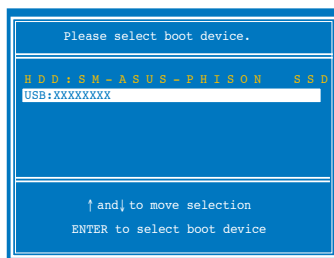 Please select boot device.
HDD:SM-ASUS-PHISON SSD
USB:XXXXXXXX
↑ and↓ to move selection
ENTER to select boot device